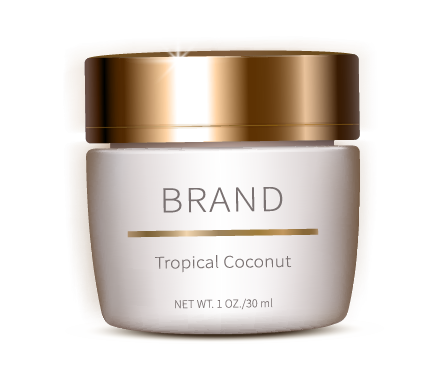 BRAND
Tropical Coconut
NET WT. 1 OZ./30 ml